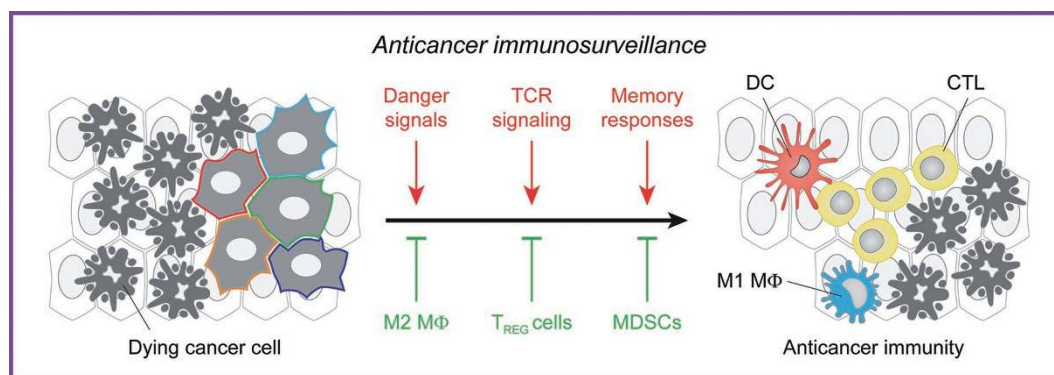 Anticancer immunosurveillance
Danger
signals
TCR
signaling
Memory
responses
DC
CTL
M2 MΦ
TREG cells
MDSCs
M1 MΦ
Dying cancer cell
Anticancer immunity